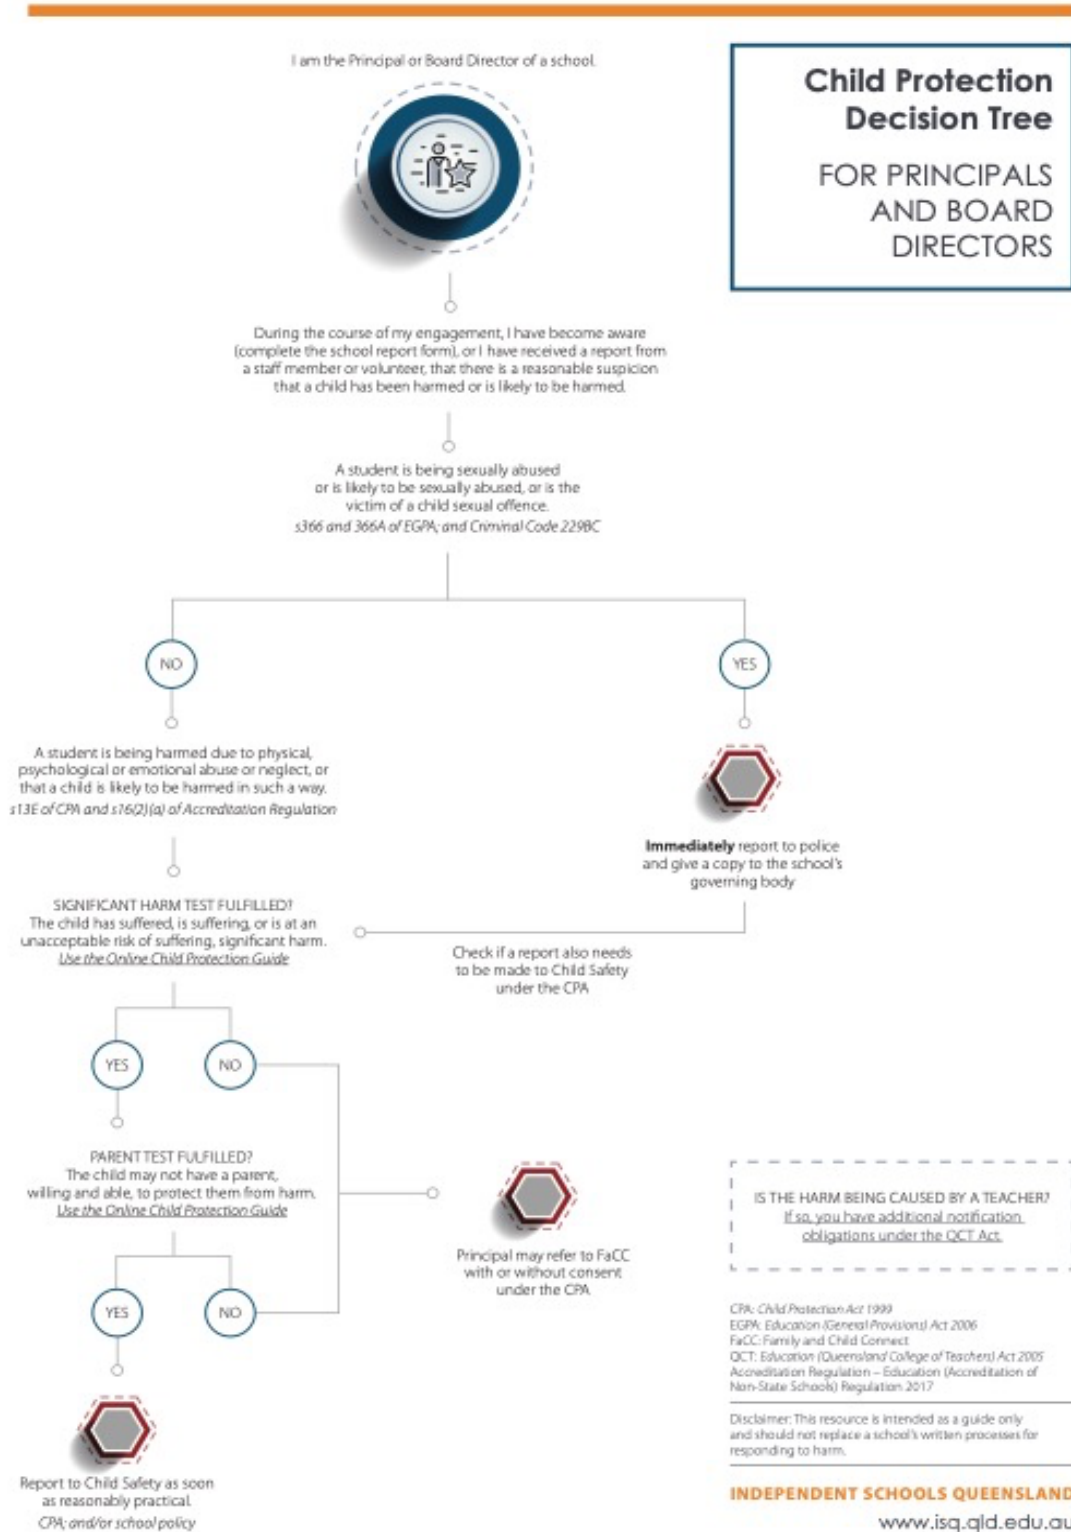 I am the Principal or Board Director of a school.
Child Protection
Decision Tree
FOR PRINCIPALS
AND BOARD
DIRECTORS
During the course of my engagement, I have become aware
(complete the school report form), or I have received a report from
a staff member or volunteer, that there is a reasonable suspicion
that a child has been harmed or is likely to be harmed.
A student is being sexually abused
or is likely to be sexually abused, or is the
victim of a child sexual offence.
s366 and 366A of EGPA; and Criminal Code 229BC
NO
YES
A student is being harmed due to physical,
psychological or emotional abuse or neglect, or
that a child is likely to be harmed in such a way.
s13E of CPA and s16(2)(a) of Accreditation Regulation
Immediately report to police
and give a copy to the school's
governing body
SIGNIFICANT HARM TEST FULFILLED?
The child has suffered, is suffering, or is at an
unacceptable risk of suffering, significant harm.
Use the Online Child Protection Guide
Check if a report also needs
to be made to Child Safety
under the CPA
YES
NO
PARENT TEST FULFILLED?
The child may not have a parent,
willing and able, to protect them from harm.
Use the Online Child Protection Guide
Principal may refer to FaCC
with or without consent
under the CPA
YES
NO
Report to Child Safety as soon
as reasonably practical.
CPA; and/or school policy
IS THE HARM BEING CAUSED BY A TEACHER?
If so, you have additional notification
obligations under the QCT Act.
CPA: Child Protection Act 1999
EGPA: Education (General Provisions) Act 2006
FaCC: Family and Child Connect
QCT: Education (Queensland College of Teachers) Act 2005
Accreditation Regulation – Education (Accreditation of
Non-State Schools) Regulation 2017
Disclaimer: This resource is intended as a guide only
and should not replace a school's written processes for
responding to harm.
INDEPENDENT SCHOOLS QUEENSLAND
www.isq.qld.edu.au